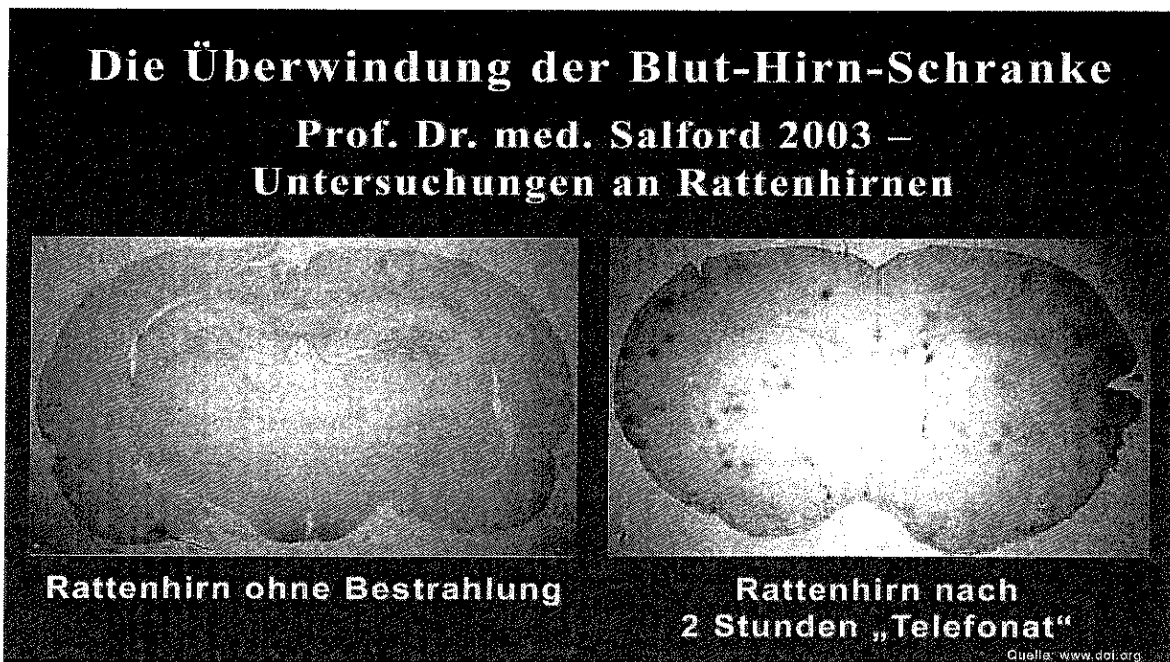 Die Überwindung der Blut-Hirn-Schranke
Prof. Dr. med. Salford 2003 –
Untersuchungen an Rattenhirnen
Rattenhirn ohne Bestrahlung
Rattenhirn nach
2 Stunden „Telefonat“
Quelle: www.doi.org